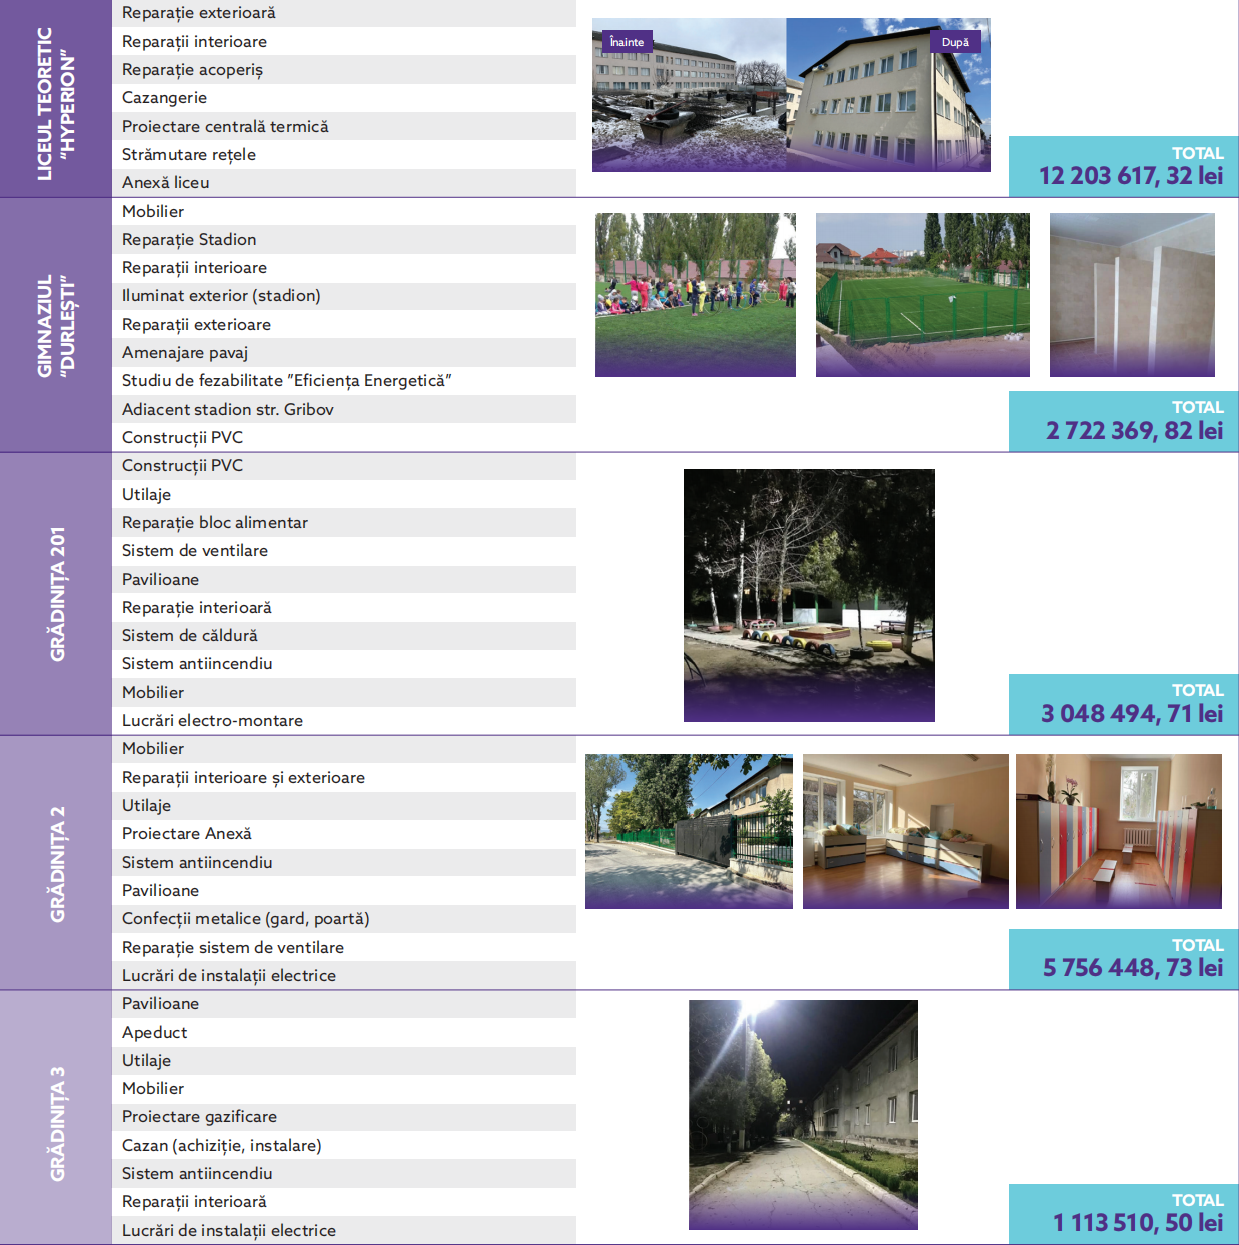 LICEUL TEORETIC
“HYPERION”
Reparație exterioară
Reparații interioare
Reparație acoperiș
Cazangerie
Proiectare centrală termică
Strămutare rețele
Anexă liceu
Înainte
După
TOTAL
12 203 617, 32 lei
GIMNAZIUL
“DURLEȘTI”
Mobilier
Reparație Stadion
Reparații interioare
Iluminat exterior (stadion)
Reparații exterioare
Amenajare pavaj
Studiu de fezabilitate ”Eficiența Energetică”
Adiacent stadion str. Gribov
Construcții PVC
TOTAL
2 722 369, 82 lei
GRĂDINIȚA 201
Construcții PVC
Utilaje
Reparație bloc alimentar
Sistem de ventilare
Pavilioane
Reparație interioară
Sistem de căldură
Sistem antiincendiu
Mobilier
Lucrări electro-montare
TOTAL
3 048 494, 71 lei
GRĂDINIȚA 2
Mobilier
Reparații interioare și exterioare
Utilaje
Proiectare Anexă
Sistem antiincendiu
Pavilioane
Confecții metalice (gard, poartă)
Reparație sistem de ventilare
Lucrări de instalații electrice
TOTAL
5 756 448, 73 lei
GRĂDINIȚA 3
Pavilioane
Apeduct
Utilaje
Mobilier
Proiectare gazificare
Cazan (achiziție, instalare)
Sistem antiincendiu
Reparații interioară
Lucrări de instalații electrice
TOTAL
1 113 510, 50 lei